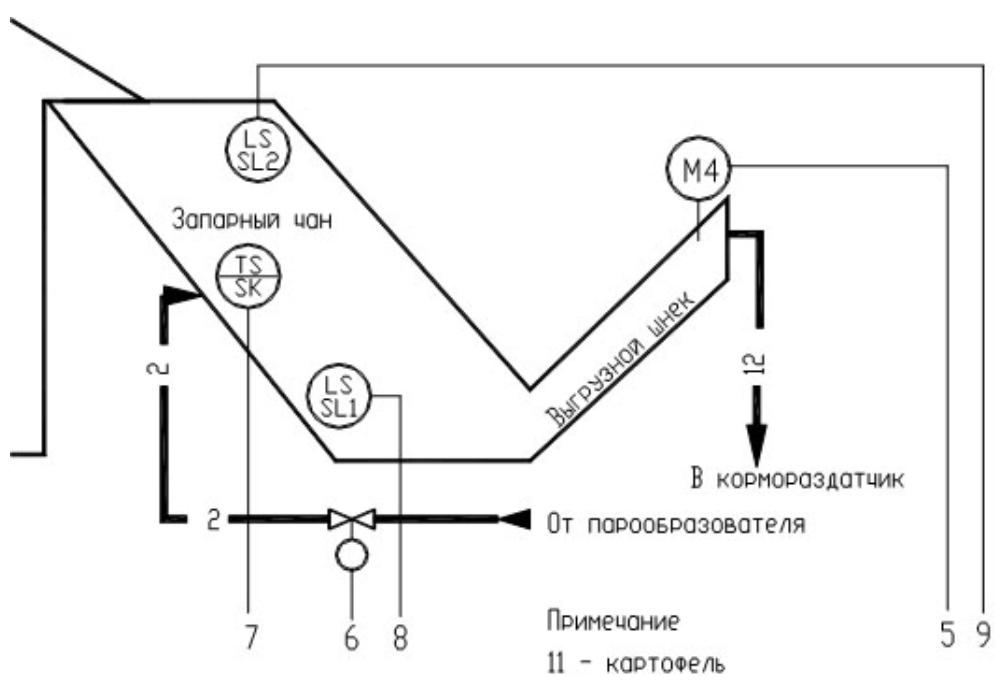 LS
SL2
M4
Запарный чан
TS
SK
2
LS
SL1
Выгрузной шнек
12
В кормораздатчик
2
От парообразователя
7
6
8
Примечание
11 - картофель
5
9